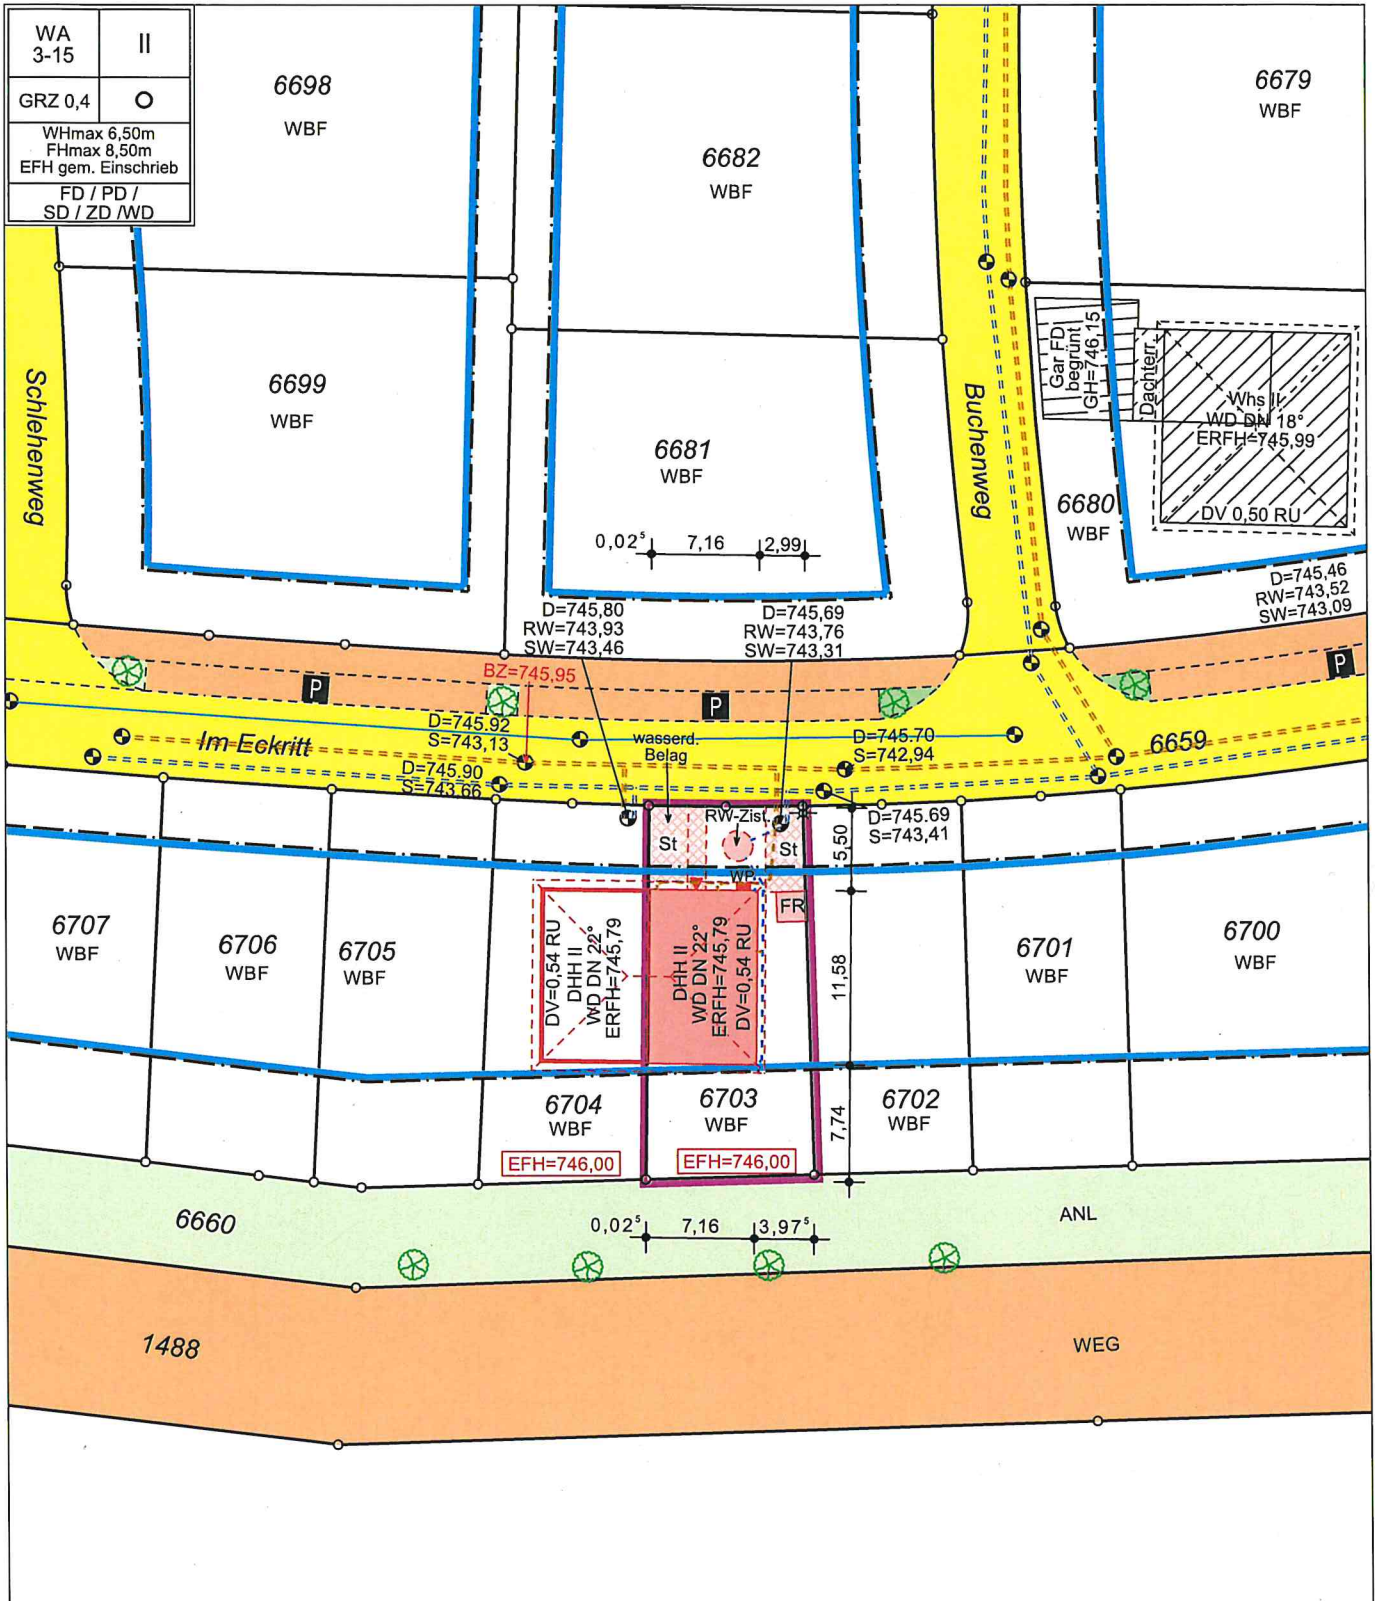 WA
3-15
II
GRZ 0,4
O
WHmax 6,50m
FHmax 8,50m
EFH gem. Einschrieb
FD / PD /
SD / ZD /WD
6698
WBF
6682
WBF
6679
WBF
Schlehenweg
6699
WBF
6681
WBF
Buchenweg
Gar FD
begrünt
GH=746,15
Dachterr.
Whs II
WD DN 18°
ERFH=745,99
DV 0,50 RU
6680
WBF
0,02⁵
7,16
2,99
D=745,80
RW=743,93
SW=743,46
D=745,69
RW=743,76
SW=743,31
D=745,46
RW=743,52
SW=743,09
BZ=745,95
P
P
P
Im Eckritt
D=745.92
S=743,13
wasserd.
Belag
D=745.70
S=742,94
6659
D=745.90
S=743.66
D=745.69
S=743,41
RW-Zist.
St
St
WP
FR
5,50
11,58
7,74
6707
WBF
6706
WBF
6705
WBF
DV=0,54 RU
DHH II
WD DN 22°
ERFH=745,79
DHH II
WD DN 22°
ERFH=745,79
DV=0,54 RU
6701
WBF
6700
WBF
6704
WBF
6703
WBF
6702
WBF
EFH=746,00
EFH=746,00
6660
0,02⁵
7,16
3,97⁵
ANL
1488
WEG